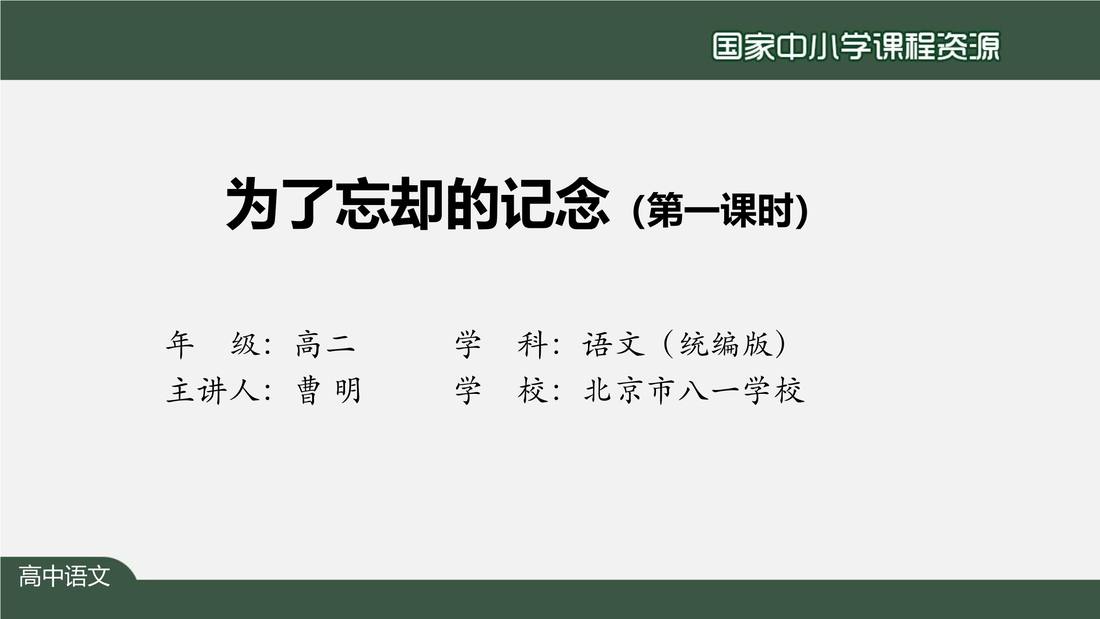 国家中小学课程资源
为了忘却的记念（第一课时）
年 级：高二 学 科：语文（统编版）
主讲人：曹 明 学 校：北京市八一学校
高中语文